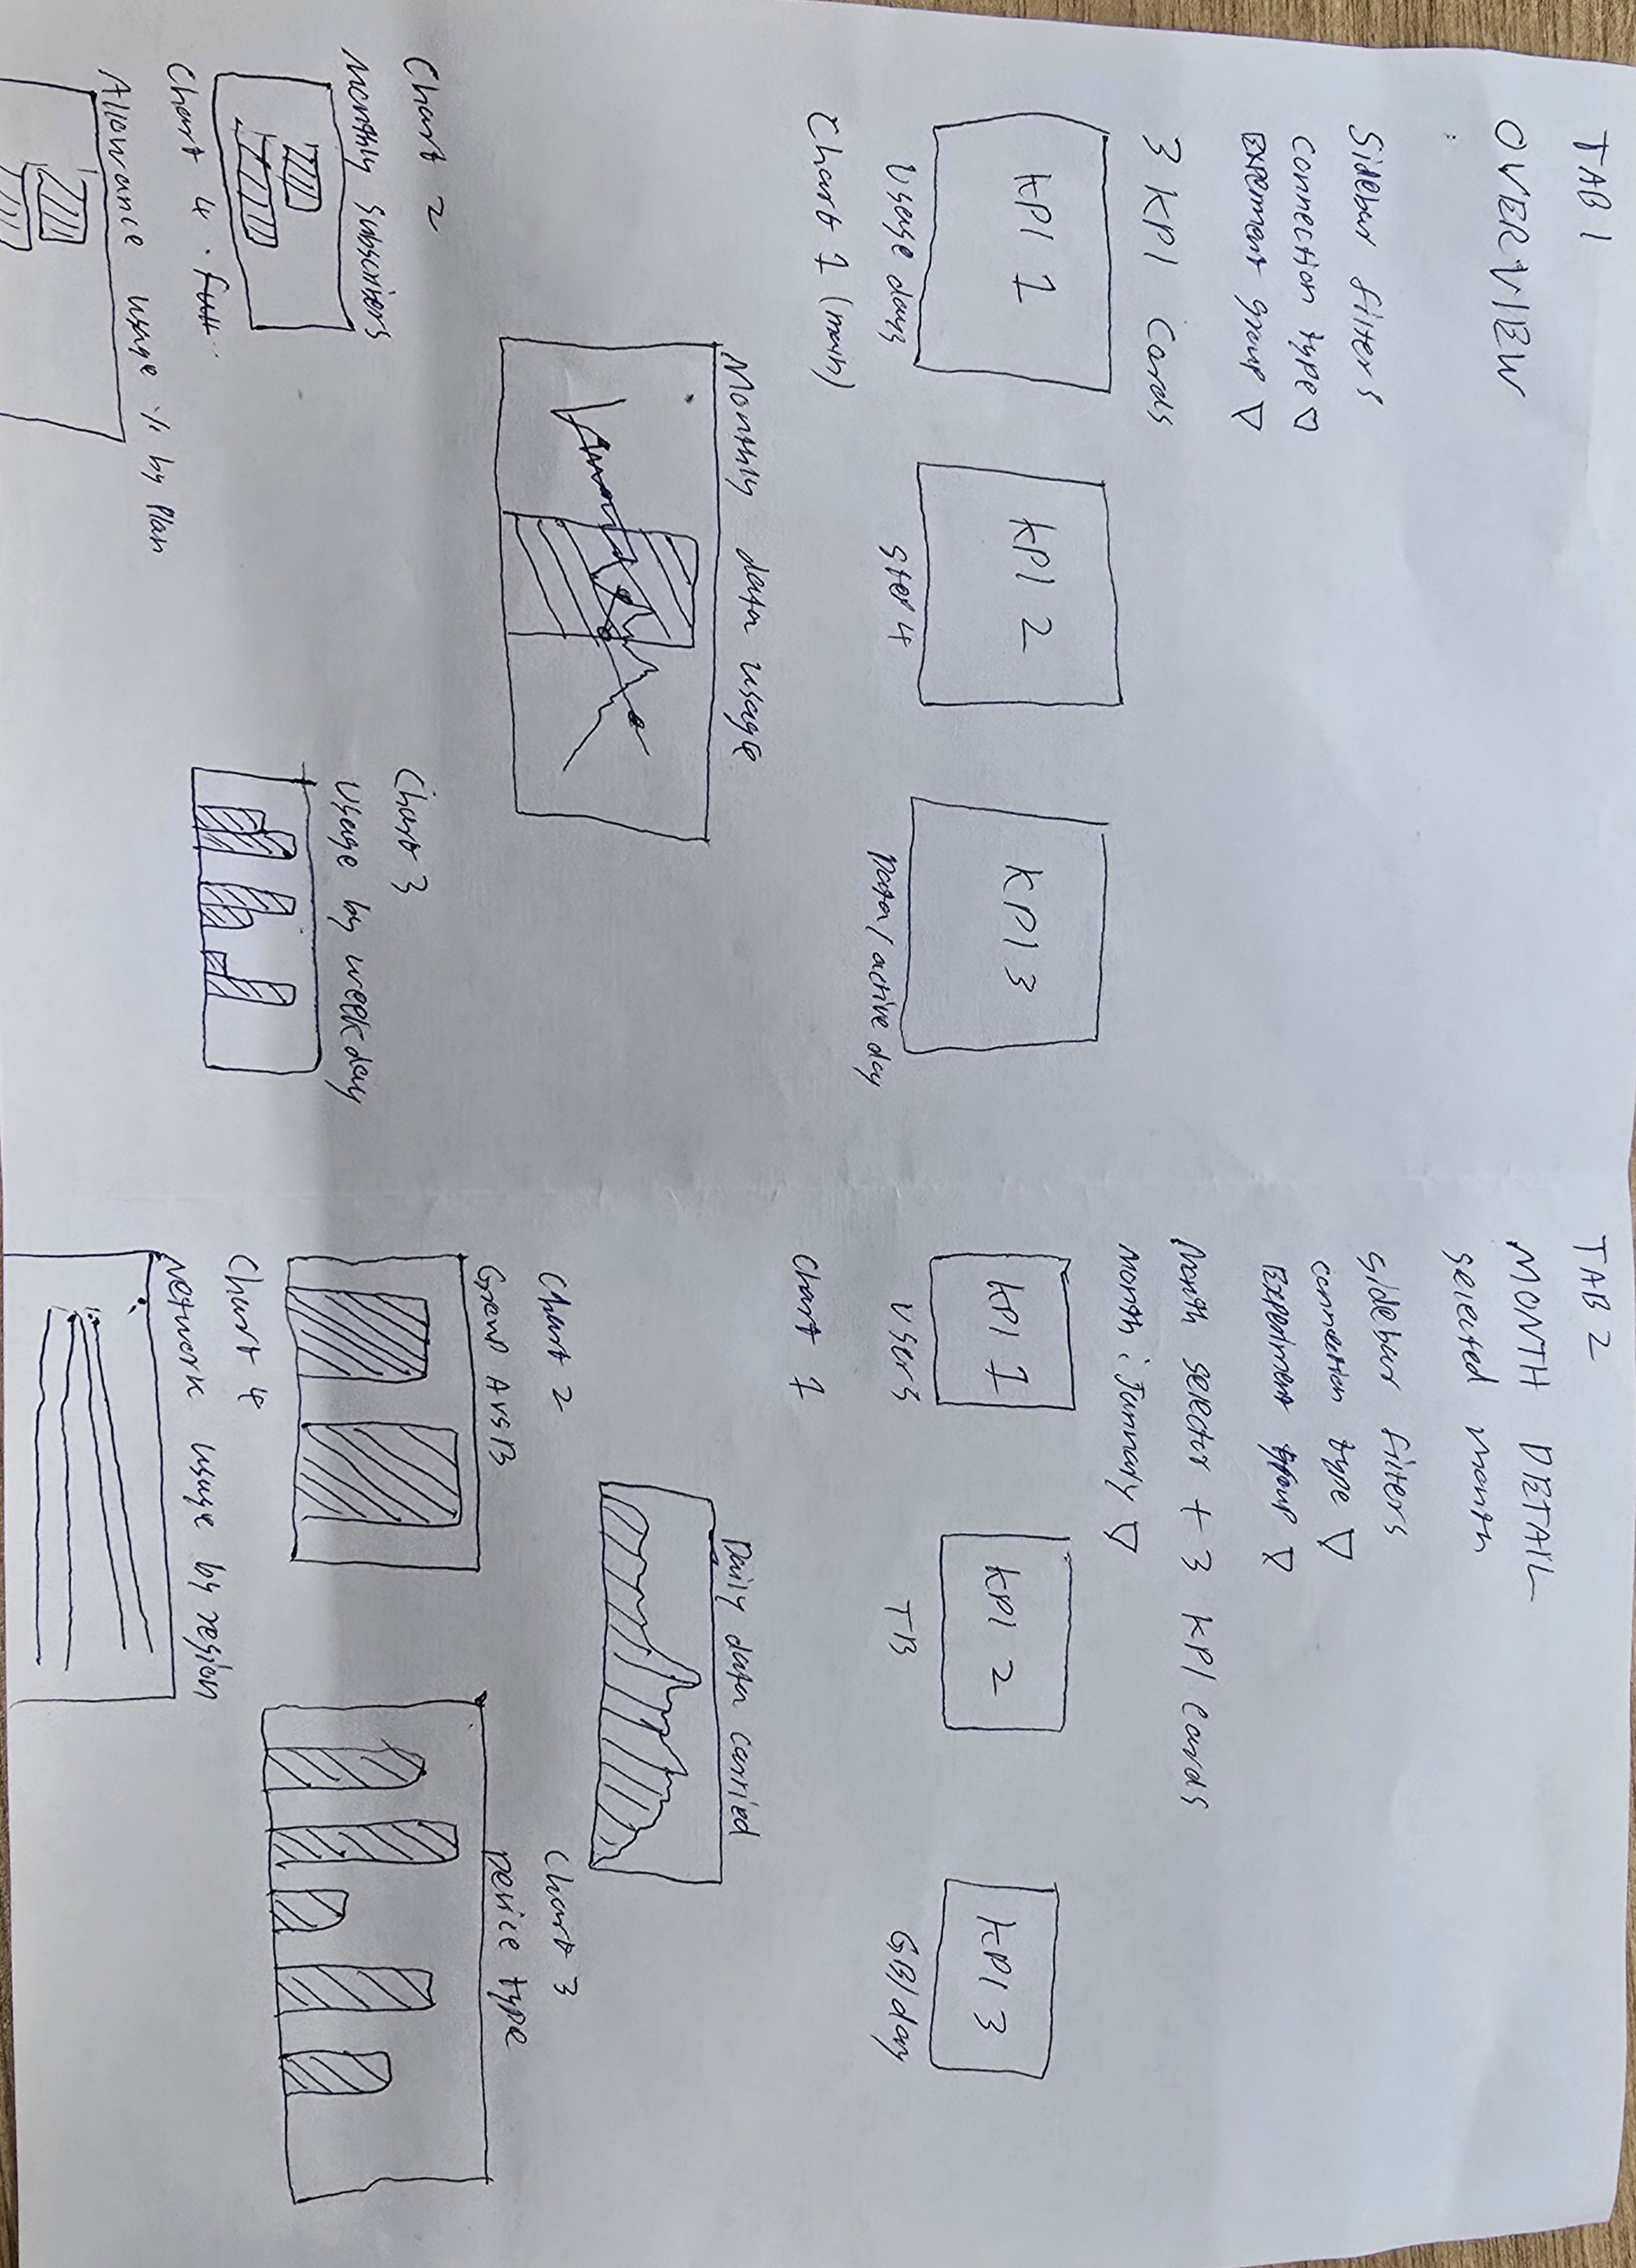 TAB 1
OVERVIEW
:
Sidebar filters
Connection type ▽
Experiment group ▽
3 KPI Cards
KPI 1
KPI 2
KPI 3
Usage days
Data / active day
Chart 1 (main)
Monthly data usage
Chart 2
Monthly Subscribers
Chart 3
Usage by weekday
Chart 4
Allowance usage % by Plan
TAB 2
MONTH DETAIL
selected month
Sidebar filters
connection type ▽
Experiment group ▽
Month selector + 3 KPI cards
Month: January ▽
KPI 1
KPI 2
KPI 3
Users
TB
GB/day
Chart 1
Daily data carried
Chart 2
Group A vs B
Chart 3
Device type
Chart 4
Network usage by region